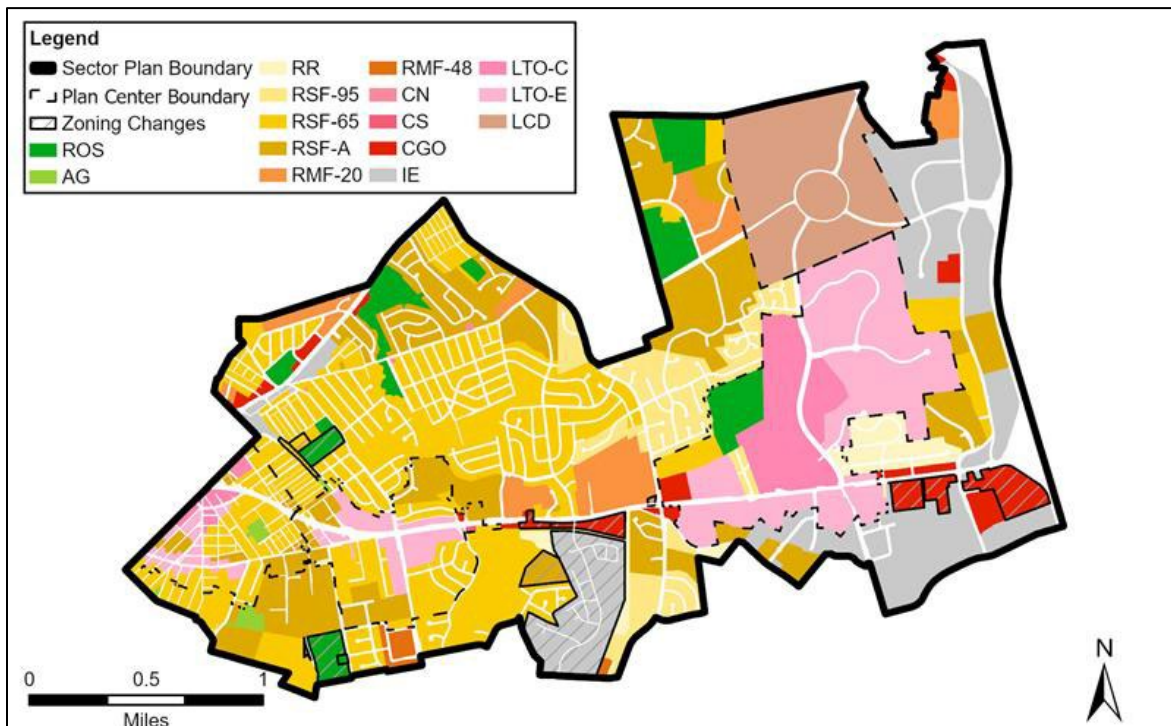 Legend
Sector Plan Boundary
Plan Center Boundary
Zoning Changes
ROS
AG
RR
RSF-95
RSF-65
RSF-A
RMF-20
RMF-48
CN
CS
CGO
IE
LTO-C
LTO-E
LCD
0 0.5 1
Miles
N